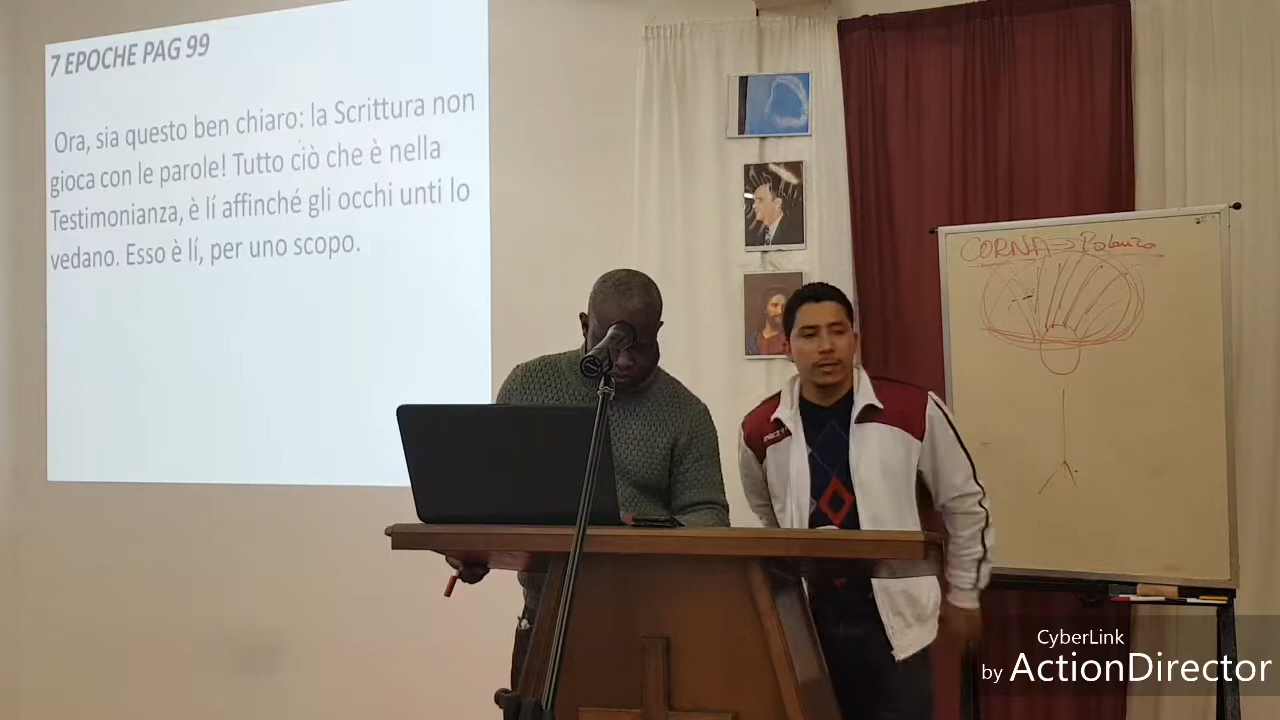 7 EPOCHE PAG 99
Ora, sia questo ben chiaro: la Scrittura non
gioca con le parole! Tutto ciò che è nella
Testimonianza, è lí affinché gli occhi unti lo
vedano. Esso è lí, per uno scopo.
CORNA
CyberLink
by ActionDirector